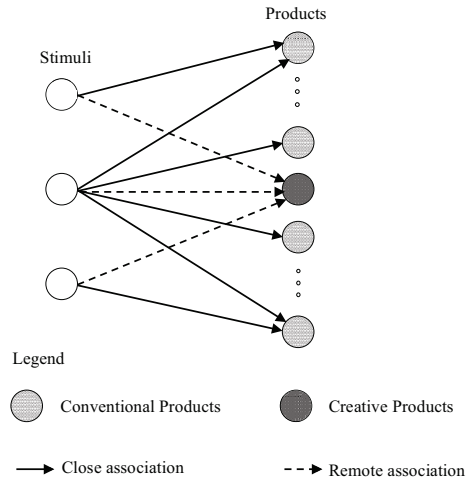 Products
Stimuli
Legend
Conventional Products
Creative Products
Close association
Remote association